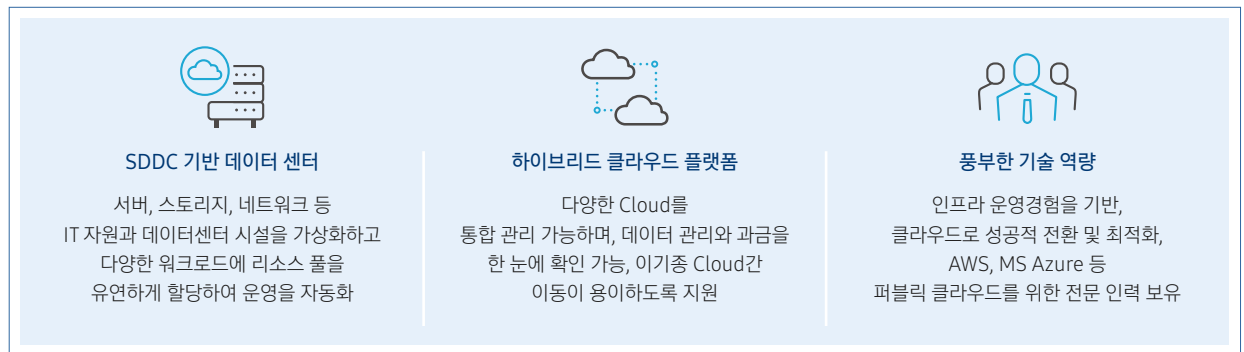 SDDC 기반 데이터 센터
서버, 스토리지, 네트워크 등
IT 자원과 데이터센터 시설을 가상화하고
다양한 워크로드에 리소스 풀을
유연하게 할당하여 운영을 자동화
하이브리드 클라우드 플랫폼
다양한 Cloud를
통합 관리 가능하며, 데이터 관리와 과금을
한 눈에 확인 가능, 이기종 Cloud간
이동이 용이하도록 지원
풍부한 기술 역량
인프라 운영경험을 기반,
클라우드로 성공적 전환 및 최적화,
AWS, MS Azure 등
퍼블릭 클라우드를 위한 전문 인력 보유